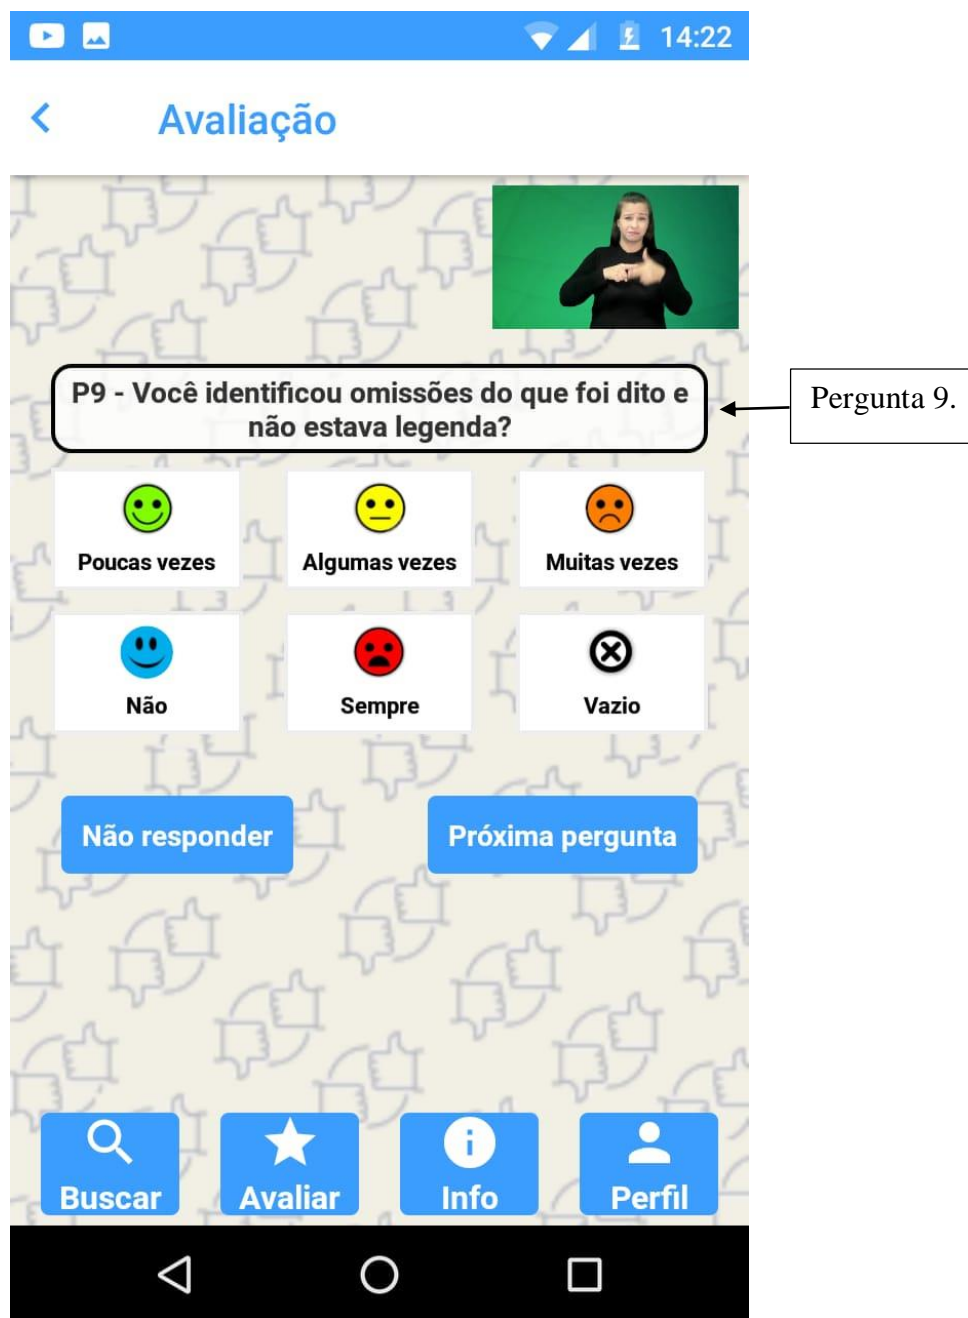 14:22
Avaliação
P9 - Você identificou omissões do que foi dito e
não estava legenda?
Pergunta 9.
Poucas vezes
Algumas vezes
Muitas vezes
Não
Sempre
Vazio
Não responder
Próxima pergunta
Buscar
Avaliar
Info
Perfil